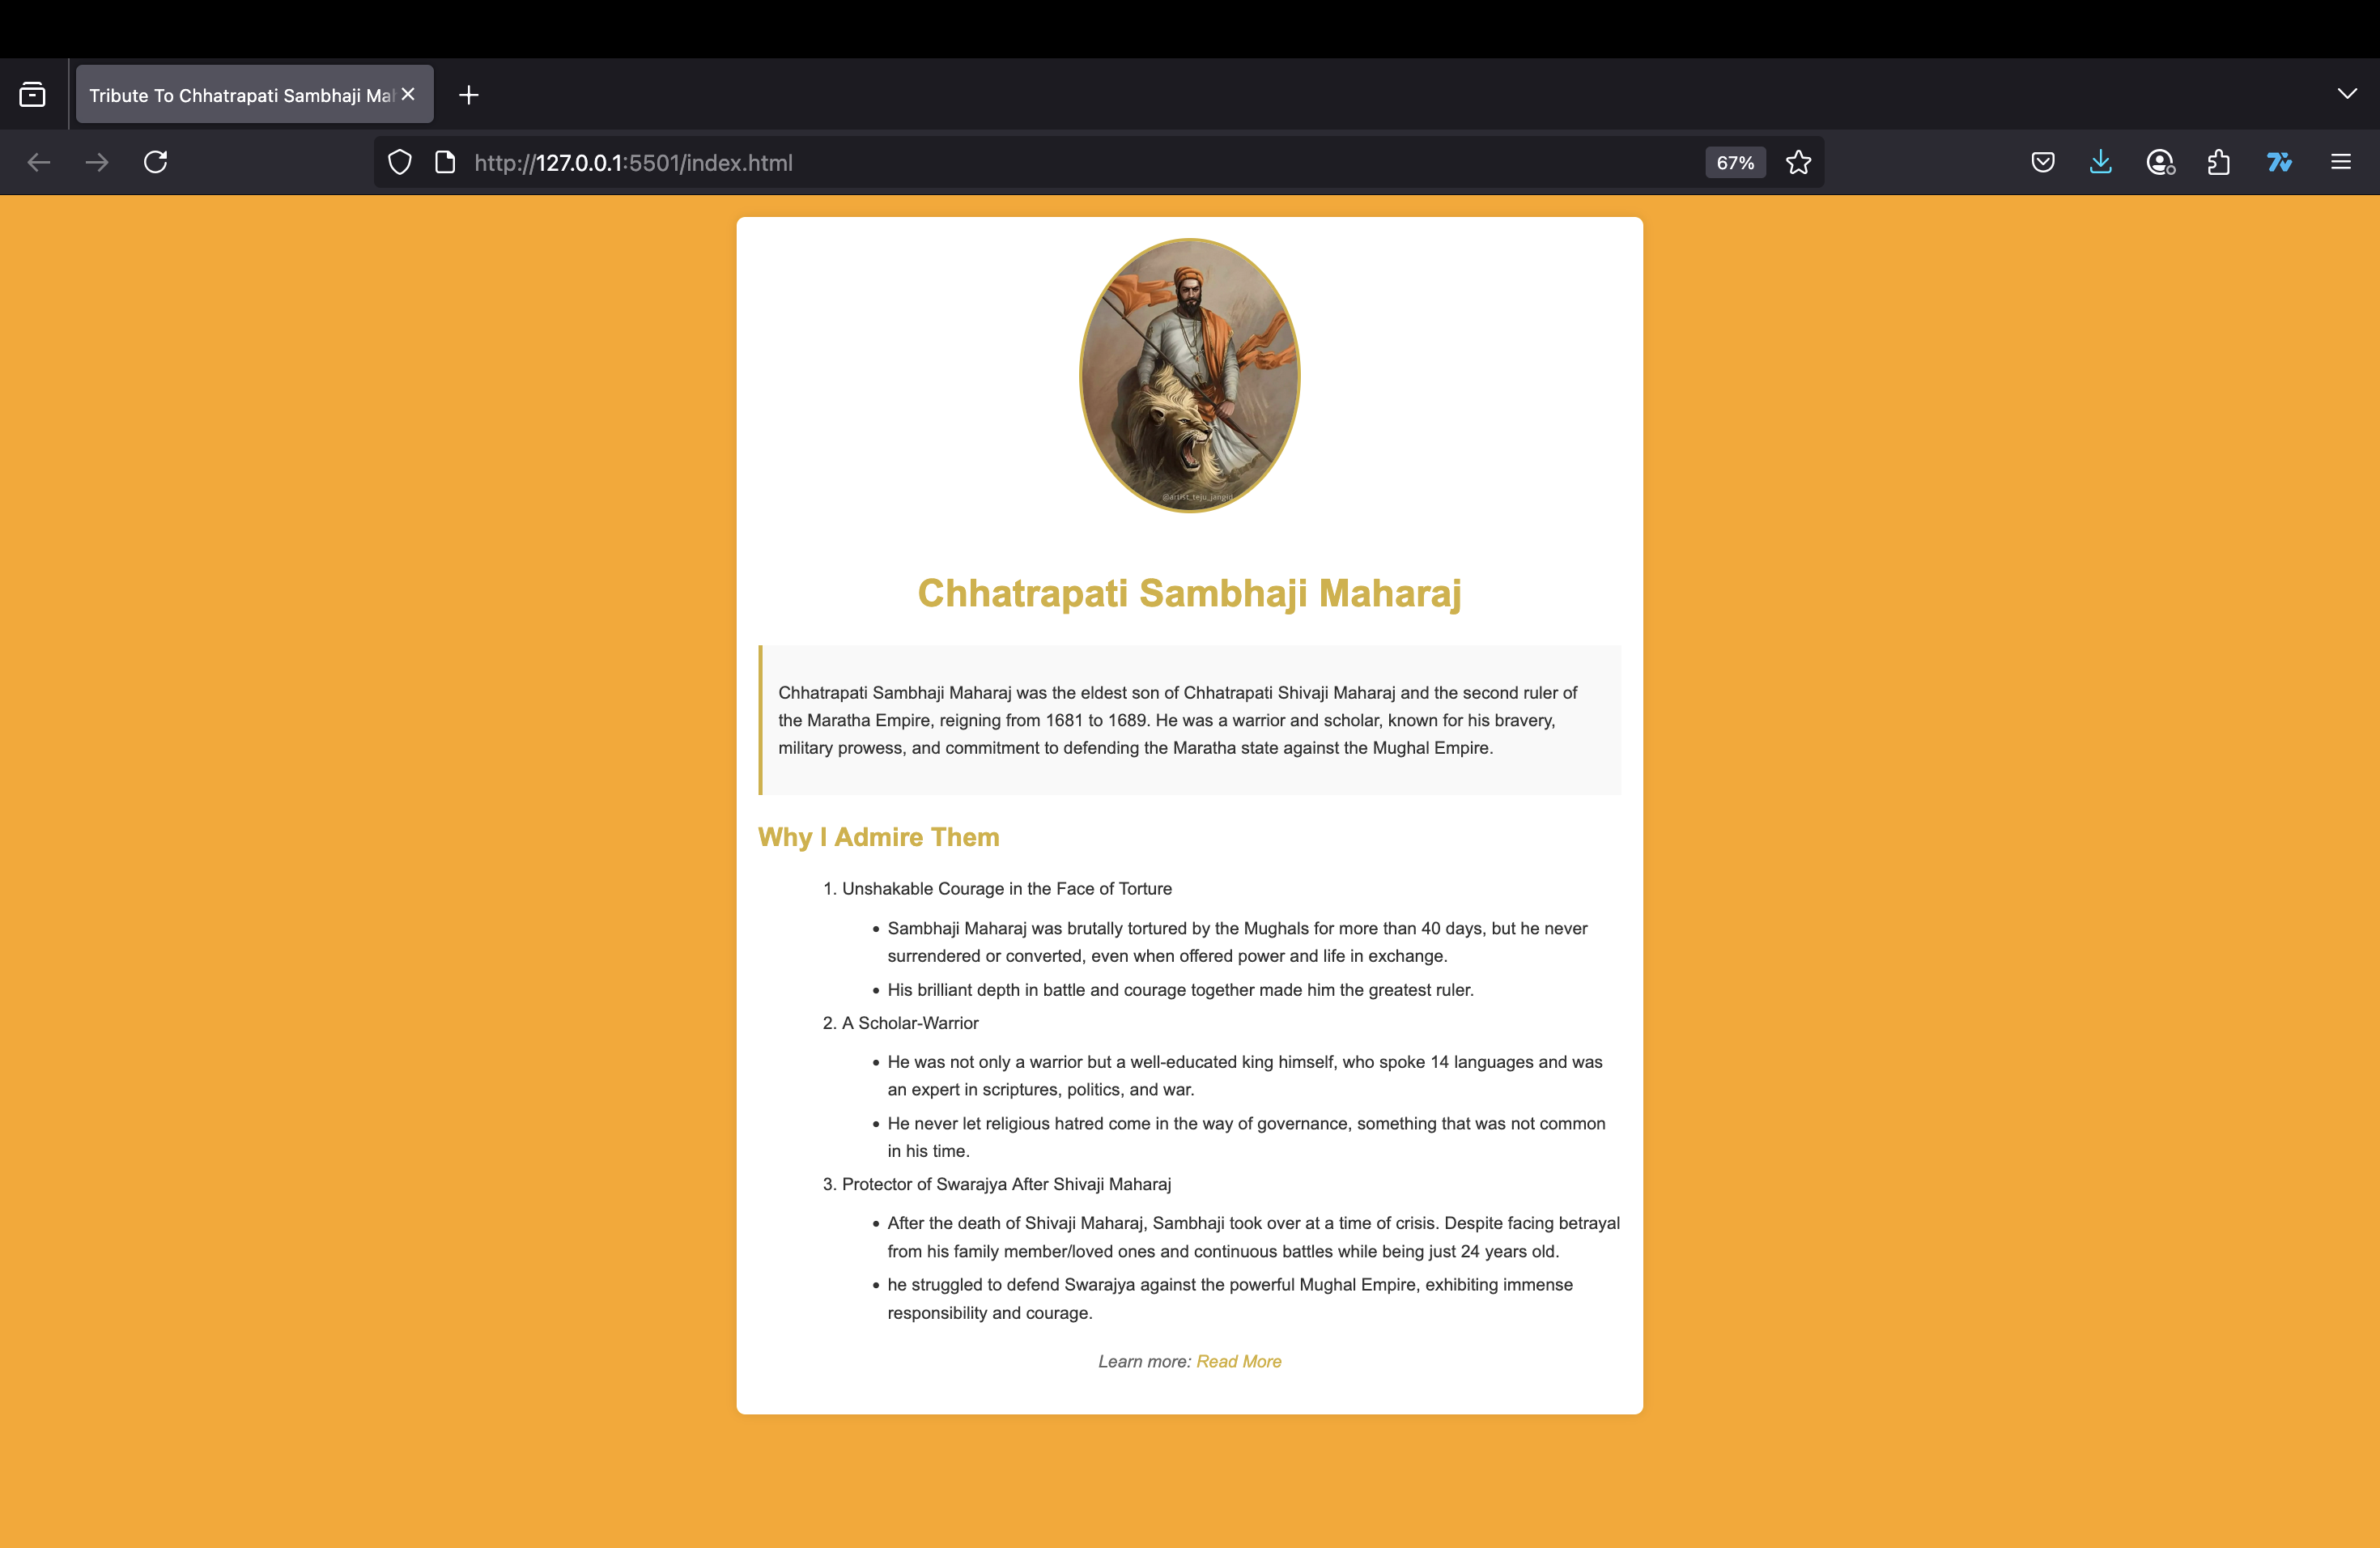 Tribute To Chhatrapati Sambhaji Mah
http://127.0.0.1:5501/index.html
67%
@artist_teju_jangid
Chhatrapati Sambhaji Maharaj
Chhatrapati Sambhaji Maharaj was the eldest son of Chhatrapati Shivaji Maharaj and the second ruler of
the Maratha Empire, reigning from 1681 to 1689. He was a warrior and scholar, known for his bravery,
military prowess, and commitment to defending the Maratha state against the Mughal Empire.
Why I Admire Them
1. Unshakable Courage in the Face of Torture
• Sambhaji Maharaj was brutally tortured by the Mughals for more than 40 days, but he never
surrendered or converted, even when offered power and life in exchange.
• His brilliant depth in battle and courage together made him the greatest ruler.
2. A Scholar-Warrior
• He was not only a warrior but a well-educated king himself, who spoke 14 languages and was
an expert in scriptures, politics, and war.
• He never let religious hatred come in the way of governance, something that was not common
in his time.
3. Protector of Swarajya After Shivaji Maharaj
• After the death of Shivaji Maharaj, Sambhaji took over at a time of crisis. Despite facing betrayal
from his family member/loved ones and continuous battles while being just 24 years old.
• he struggled to defend Swarajya against the powerful Mughal Empire, exhibiting immense
responsibility and courage.
Learn more: Read More